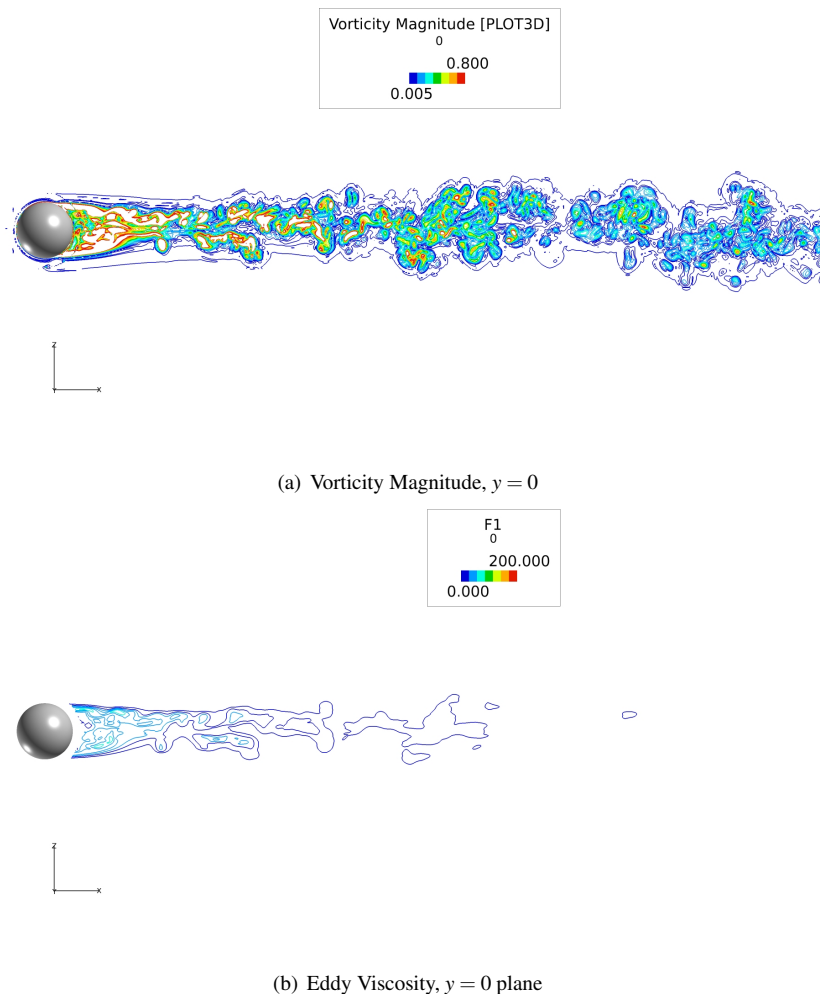 Vorticity Magnitude [PLOT3D]
0
0.800
0.005
Z
Y X
(a) Vorticity Magnitude, y = 0
F1
0
200.000
0.000
Z
Y X
(b) Eddy Viscosity, y = 0 plane